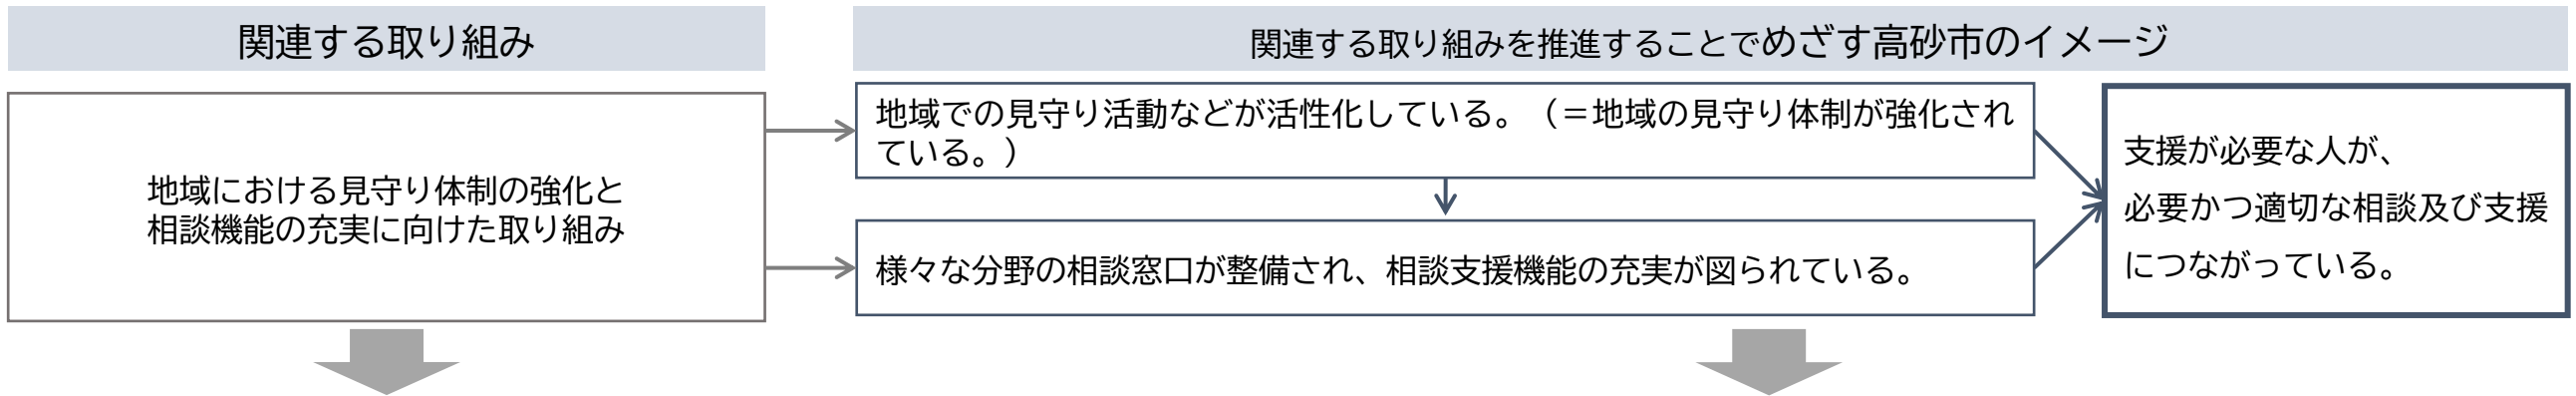 関連する取り組み
関連する取り組みを推進することでめざす高砂市のイメージ
地域における見守り体制の強化と
相談機能の充実に向けた取り組み
地域での見守り活動などが活性化している。（＝地域の見守り体制が強化され
ている。）
様々な分野の相談窓口が整備され、相談支援機能の充実が図られている。
支援が必要な人が、
必要かつ適切な相談及び支援
につながっている。